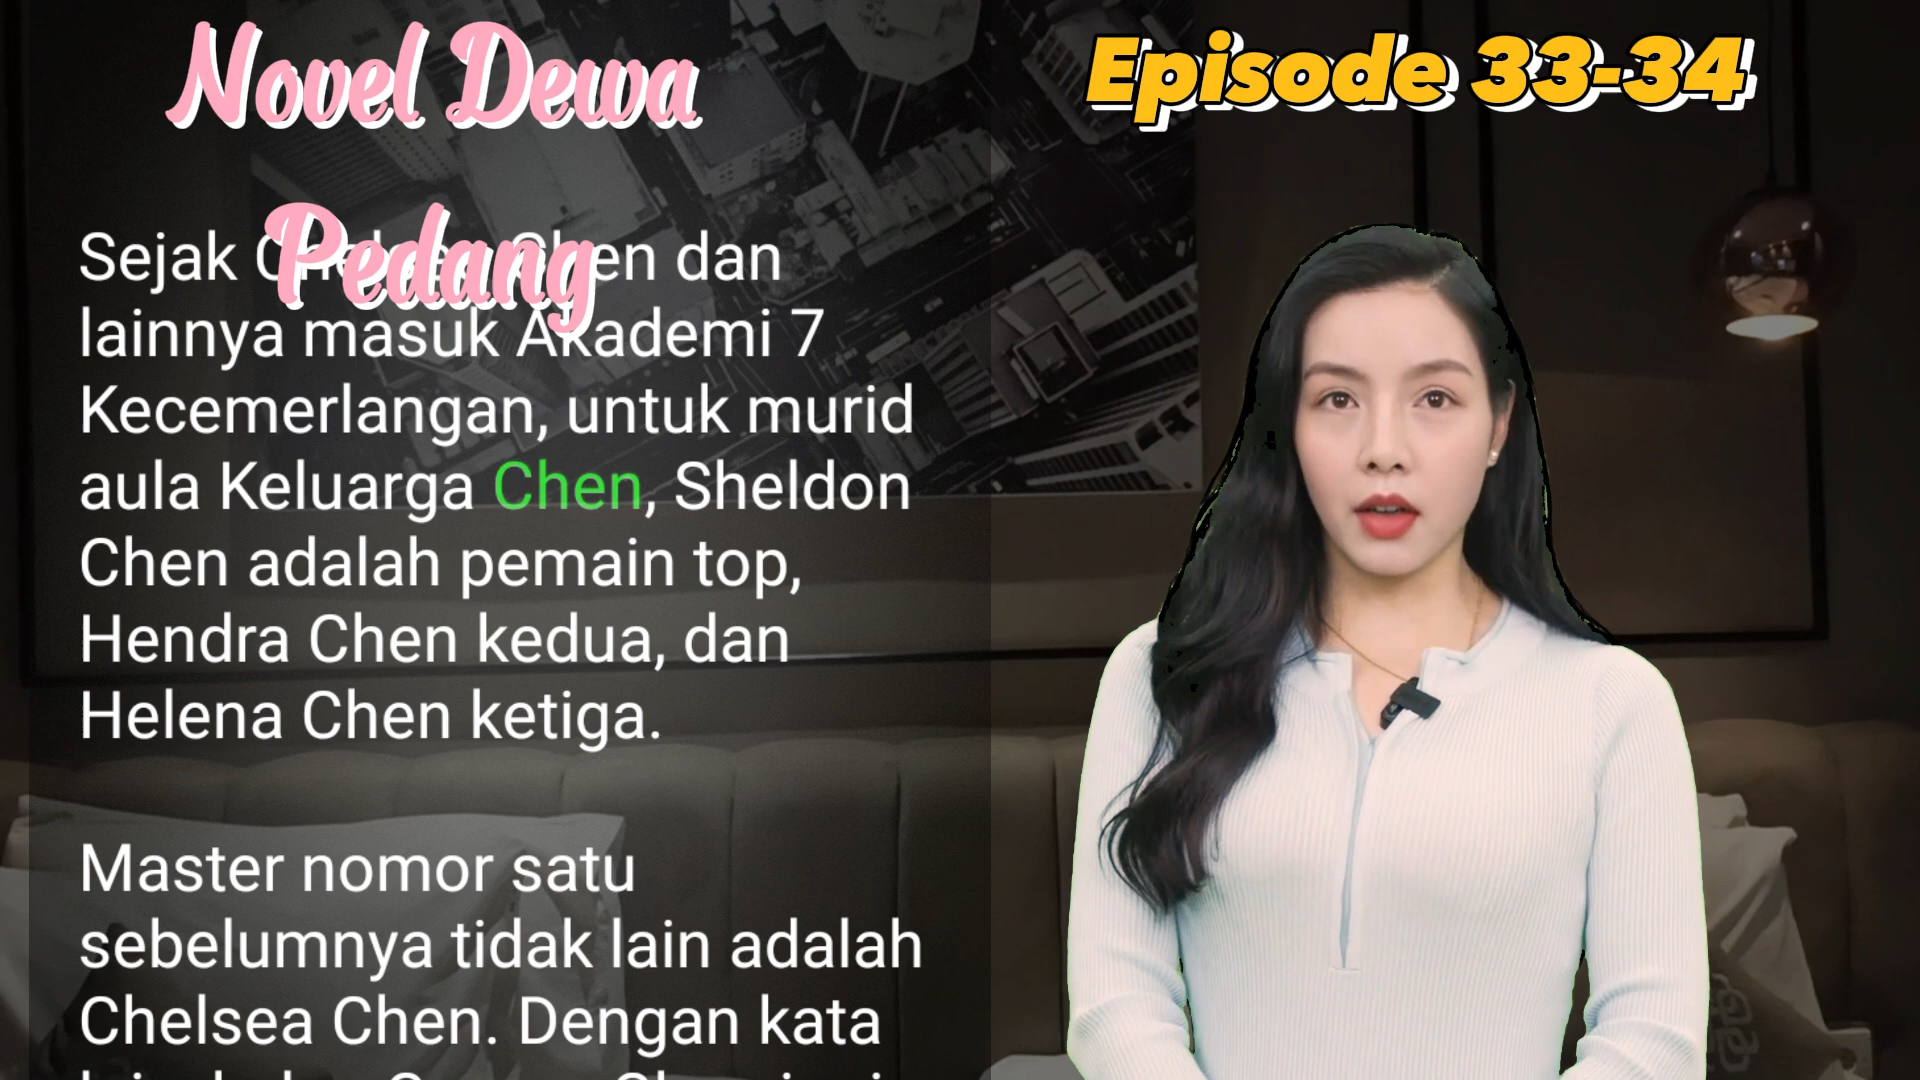 Novel Dewa
Pedang
Episode 33-34
Sejak Chelsea Chen dan
lainnya masuk Akademi 7
Kecemerlangan, untuk murid
aula Keluarga Chen, Sheldon
Chen adalah pemain top,
Hendra Chen kedua, dan
Helena Chen ketiga.
Master nomor satu
sebelumnya tidak lain adalah
Chelsea Chen. Dengan kata